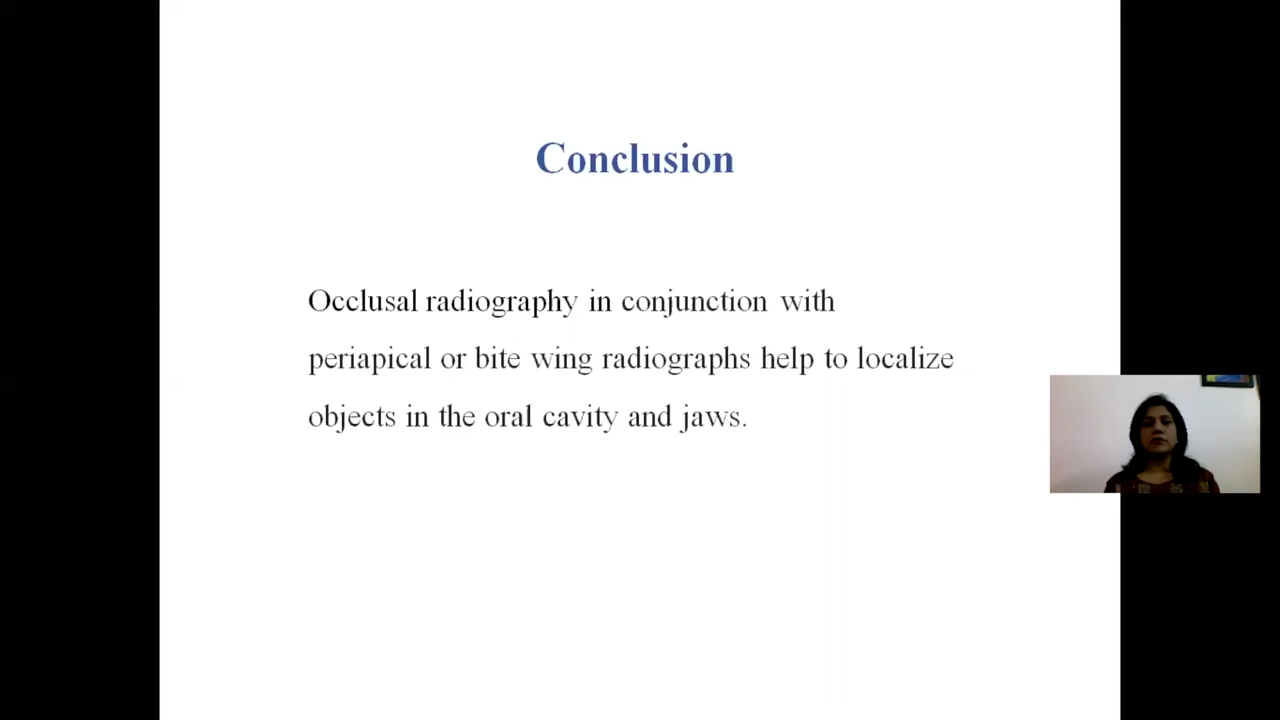 Conclusion
Occlusal radiography in conjunction with
periapical or bite wing radiographs help to localize
objects in the oral cavity and jaws.